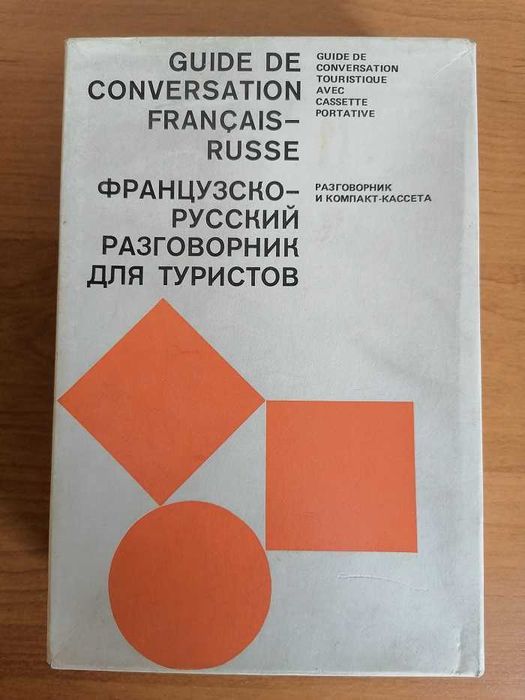 GUIDE DE
CONVERSATION
FRANÇAIS–
RUSSE
GUIDE DE
CONVERSATION
TOURISTIQUE
AVEC
CASSETTE
PORTATIVE
ФРАНЦУЗСКО–
РУССКИЙ
РАЗГОВОРНИК
ДЛЯ ТУРИСТОВ
РАЗГОВОРНИК
И КОМПАКТ-КАССЕТА